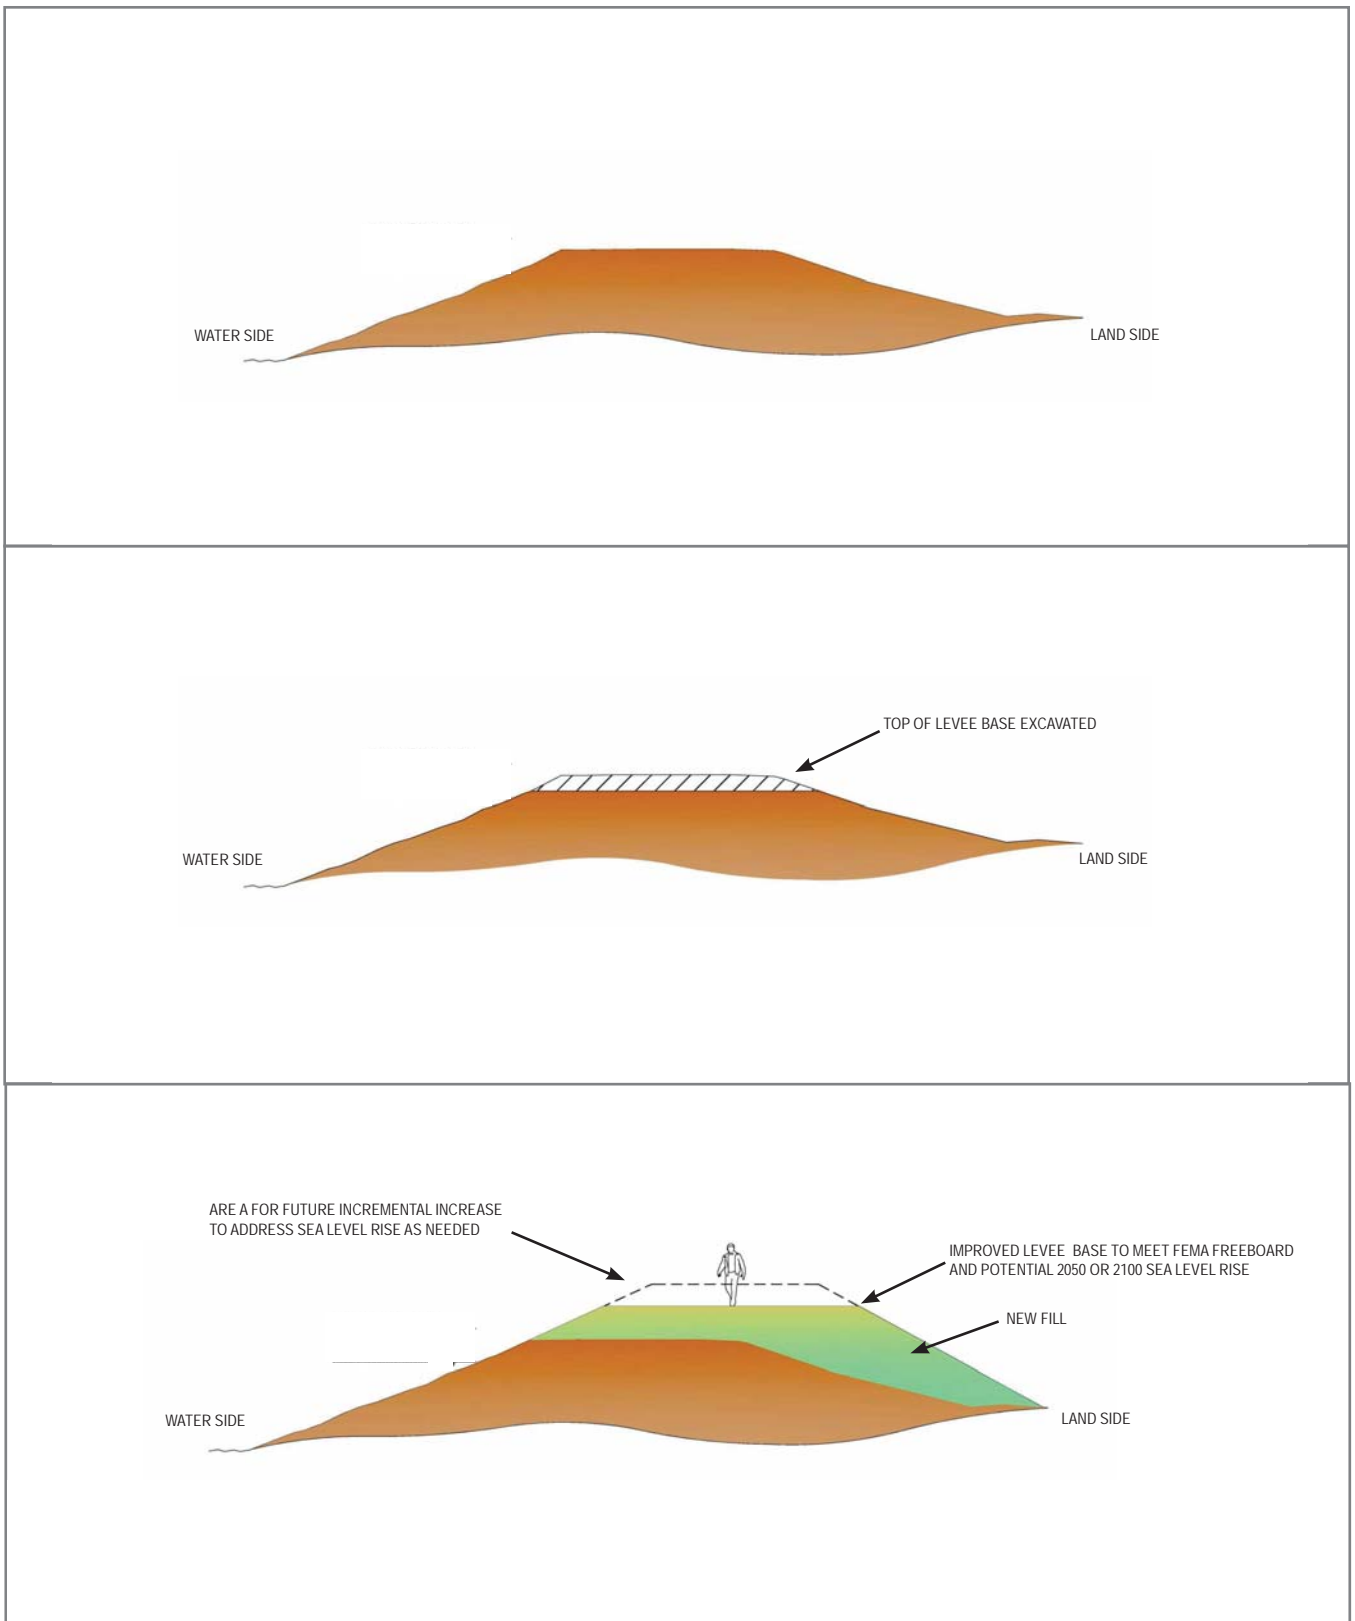 WATER SIDE
LAND SIDE
TOP OF LEVEE BASE EXCAVATED
WATER SIDE
LAND SIDE
ARE A FOR FUTURE INCREMENTAL INCREASE
TO ADDRESS SEA LEVEL RISE AS NEEDED
IMPROVED LEVEE BASE TO MEET FEMA FREEBOARD
AND POTENTIAL 2050 OR 2100 SEA LEVEL RISE
NEW FILL
WATER SIDE
LAND SIDE